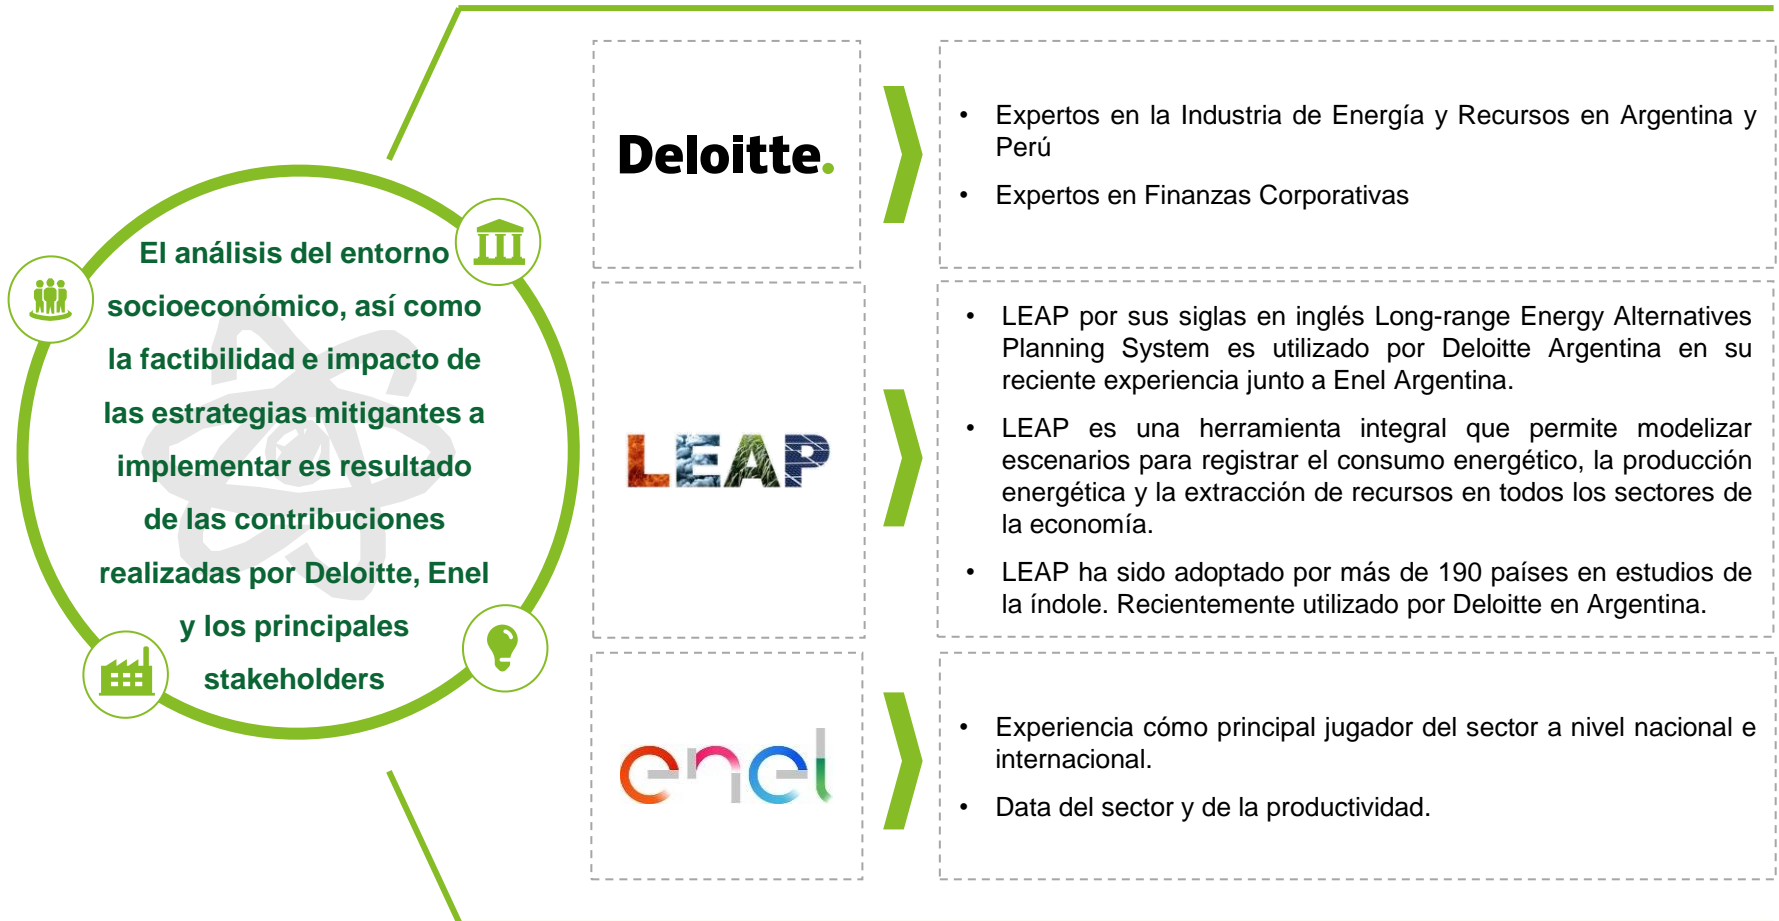 El análisis del entorno
socioeconómico, así como
la factibilidad e impacto de
las estrategias mitigantes a
implementar es resultado
de las contribuciones
realizadas por Deloitte, Enel
y los principales
stakeholders
Deloitte.
• Expertos en la Industria de Energía y Recursos en Argentina y
Perú
• Expertos en Finanzas Corporativas
LEAP
• LEAP por sus siglas en inglés Long-range Energy Alternatives
Planning System es utilizado por Deloitte Argentina en su
reciente experiencia junto a Enel Argentina.
• LEAP es una herramienta integral que permite modelizar
escenarios para registrar el consumo energético, la producción
energética y la extracción de recursos en todos los sectores de
la economía.
• LEAP ha sido adoptado por más de 190 países en estudios de
la índole. Recientemente utilizado por Deloitte en Argentina.
enel
• Experiencia cómo principal jugador del sector a nivel nacional e
internacional.
• Data del sector y de la productividad.